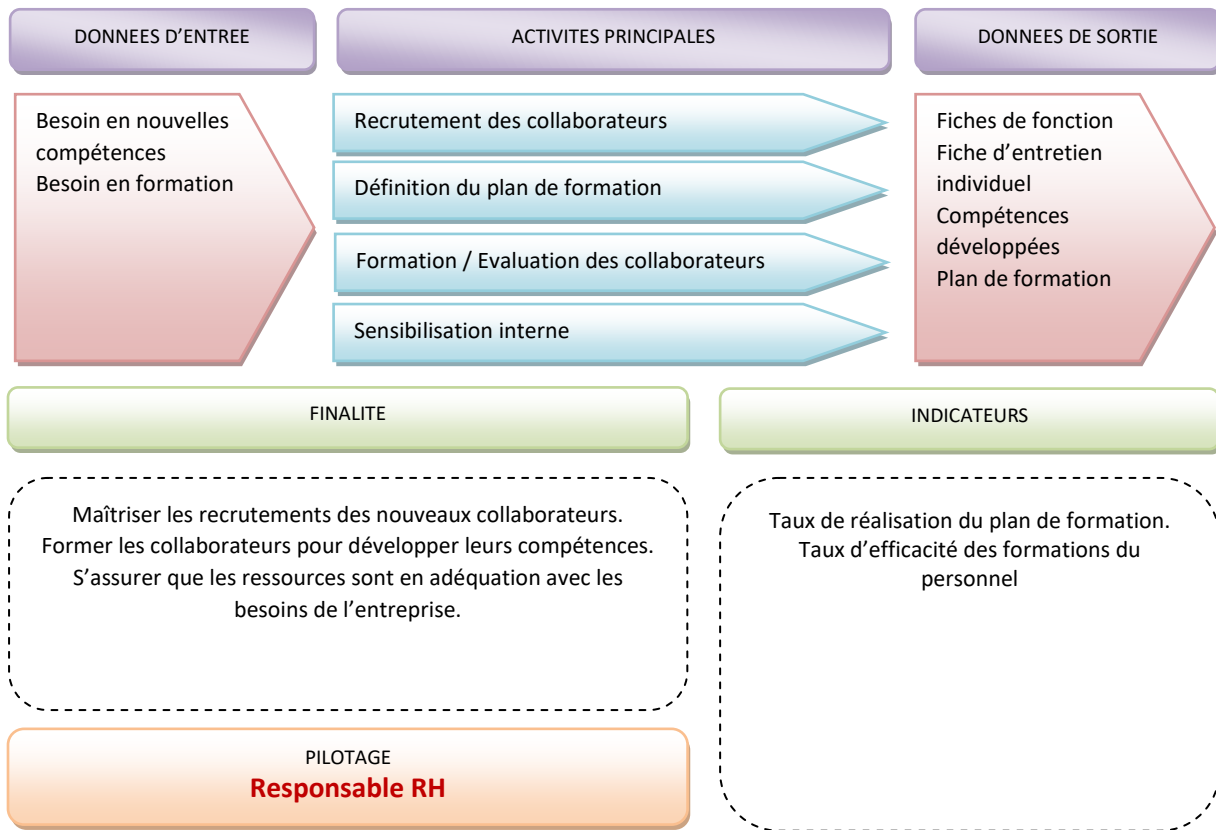 DONNEES D'ENTREE
ACTIVITES PRINCIPALES
DONNEES DE SORTIE
Besoin en nouvelles
compétences
Besoin en formation
Recrutement des collaborateurs
Définition du plan de formation
Formation / Evaluation des collaborateurs
Sensibilisation interne
Fiches de fonction
Fiche d'entretien
individuel
Compétences
développées
Plan de formation
FINALITE
INDICATEURS
Maîtriser les recrutements des nouveaux collaborateurs.
Former les collaborateurs pour développer leurs compétences.
S'assurer que les ressources sont en adéquation avec les
besoins de l'entreprise.
Taux de réalisation du plan de formation.
Taux d'efficacité des formations du
personnel
PILOTAGE
Responsable RH